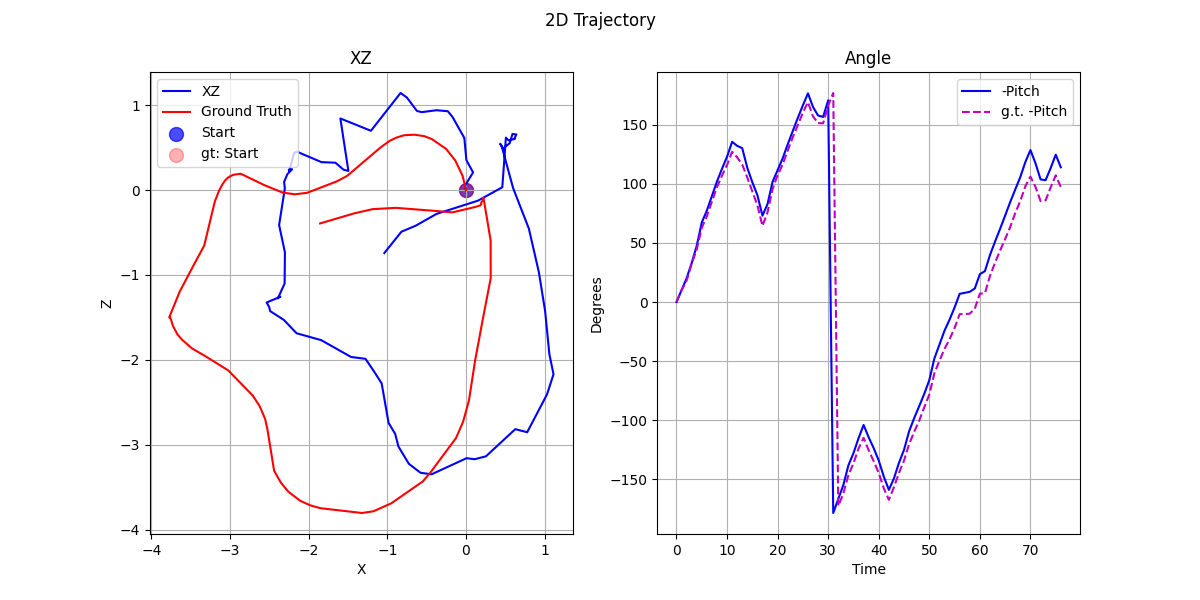 2D Trajectory
XZ
XZ
Ground Truth
Start
gt: Start
1
0
−1
−2
−3
−4
Z
−4
−3
−2
−1
0
1
X
Angle
-Pitch
g.t. -Pitch
150
100
50
0
−50
−100
−150
Degrees
0
10
20
30
40
50
60
70
Time